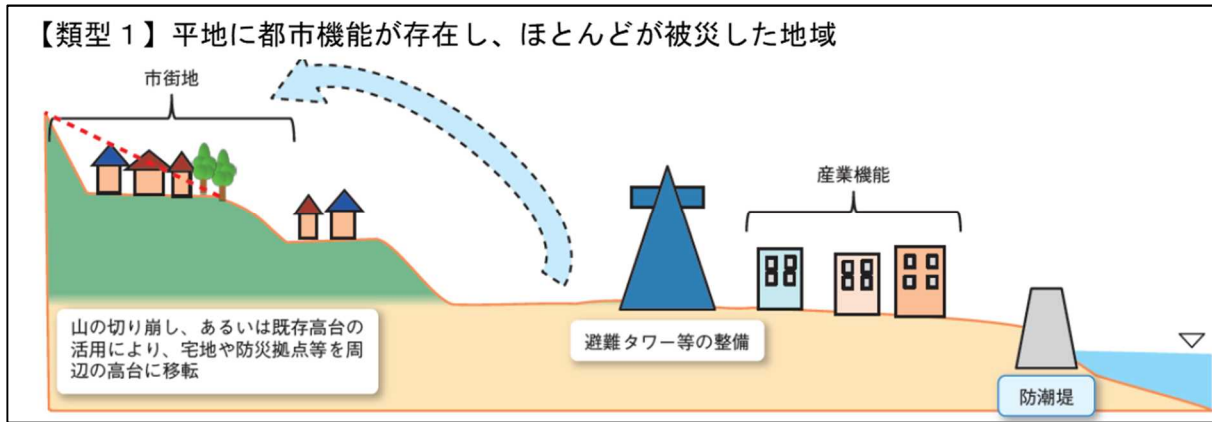 【類型１】平地に都市機能が存在し、ほとんどが被災した地域
市街地
産業機能
山の切り崩し、あるいは既存高台の
活用により、宅地や防災拠点等を周
辺の高台に移転
避難タワー等の整備
防潮堤